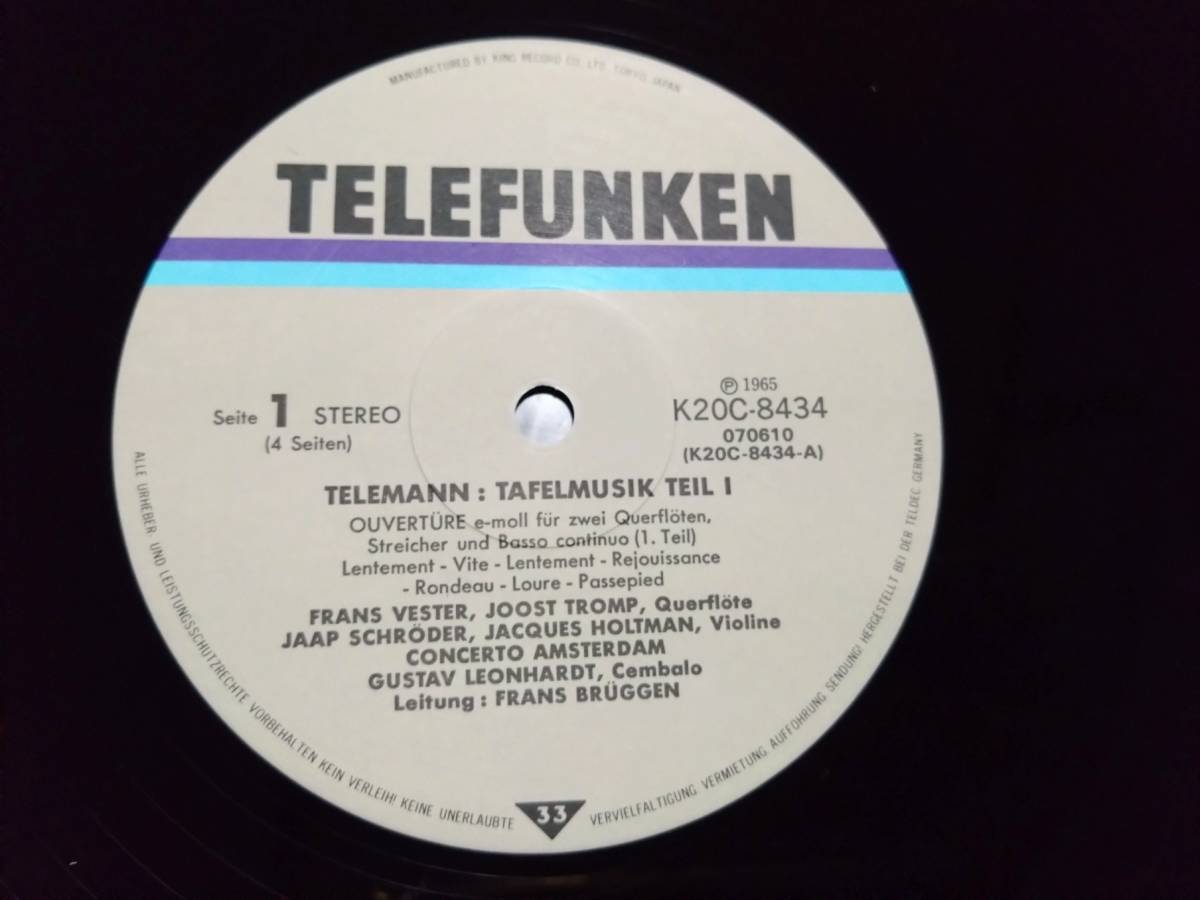 MANUFACTURED BY KING RECORD CO., LTD. TOKYO, JAPAN
TELEFUNKEN
Seite 1 STEREO
(4 Seiten)
Ⓟ 1965
K20C-8434
070610
(K20C-8434-A)
TELEMANN : TAFELMUSIK TEIL I
OUVERTÜRE e-moll für zwei Querflöten,
Streicher und Basso continuo (1. Teil)
Lentement - Vite - Lentement - Rejouissance
- Rondeau - Loure - Passepied
FRANS VESTER, JOOST TROMP, Querflöte
JAAP SCHRÖDER, JACQUES HOLTMAN, Violine
CONCERTO AMSTERDAM
GUSTAV LEONHARDT, Cembalo
Leitung : FRANS BRÜGGEN
ALLE URHEBER- UND LEISTUNGSSCHUTZRECHTE VORBEHALTEN KEIN VERLEIH! KEINE UNERLAUBTE
33
VERVIELFALTIGUNG VERMIETUNG AUFFOHRUNG SENDUNG! HERGESTELLT BEI DER TELDEC GERMANY